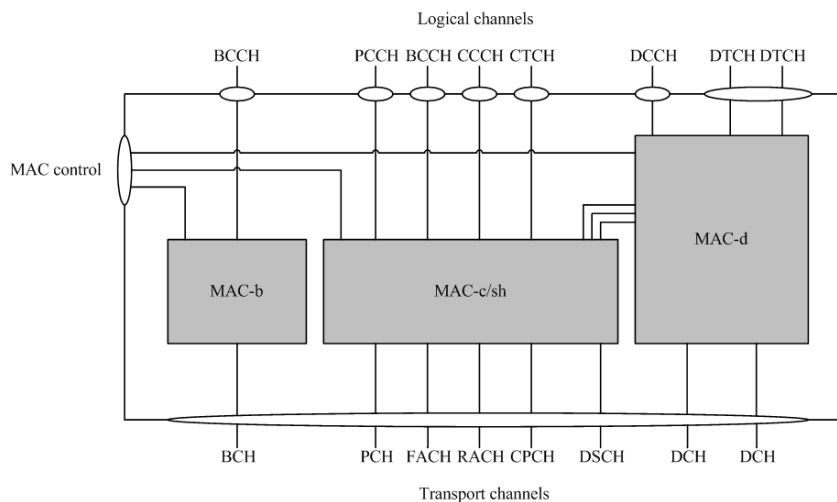 Logical channels
BCCH PCCH BCCH CCCH CTCH DCCH DTCH DTCH
MAC control
MAC-d
MAC-b MAC-c/sh
BCH PCH FACH RACH CPCH DSCH DCH DCH
Transport channels